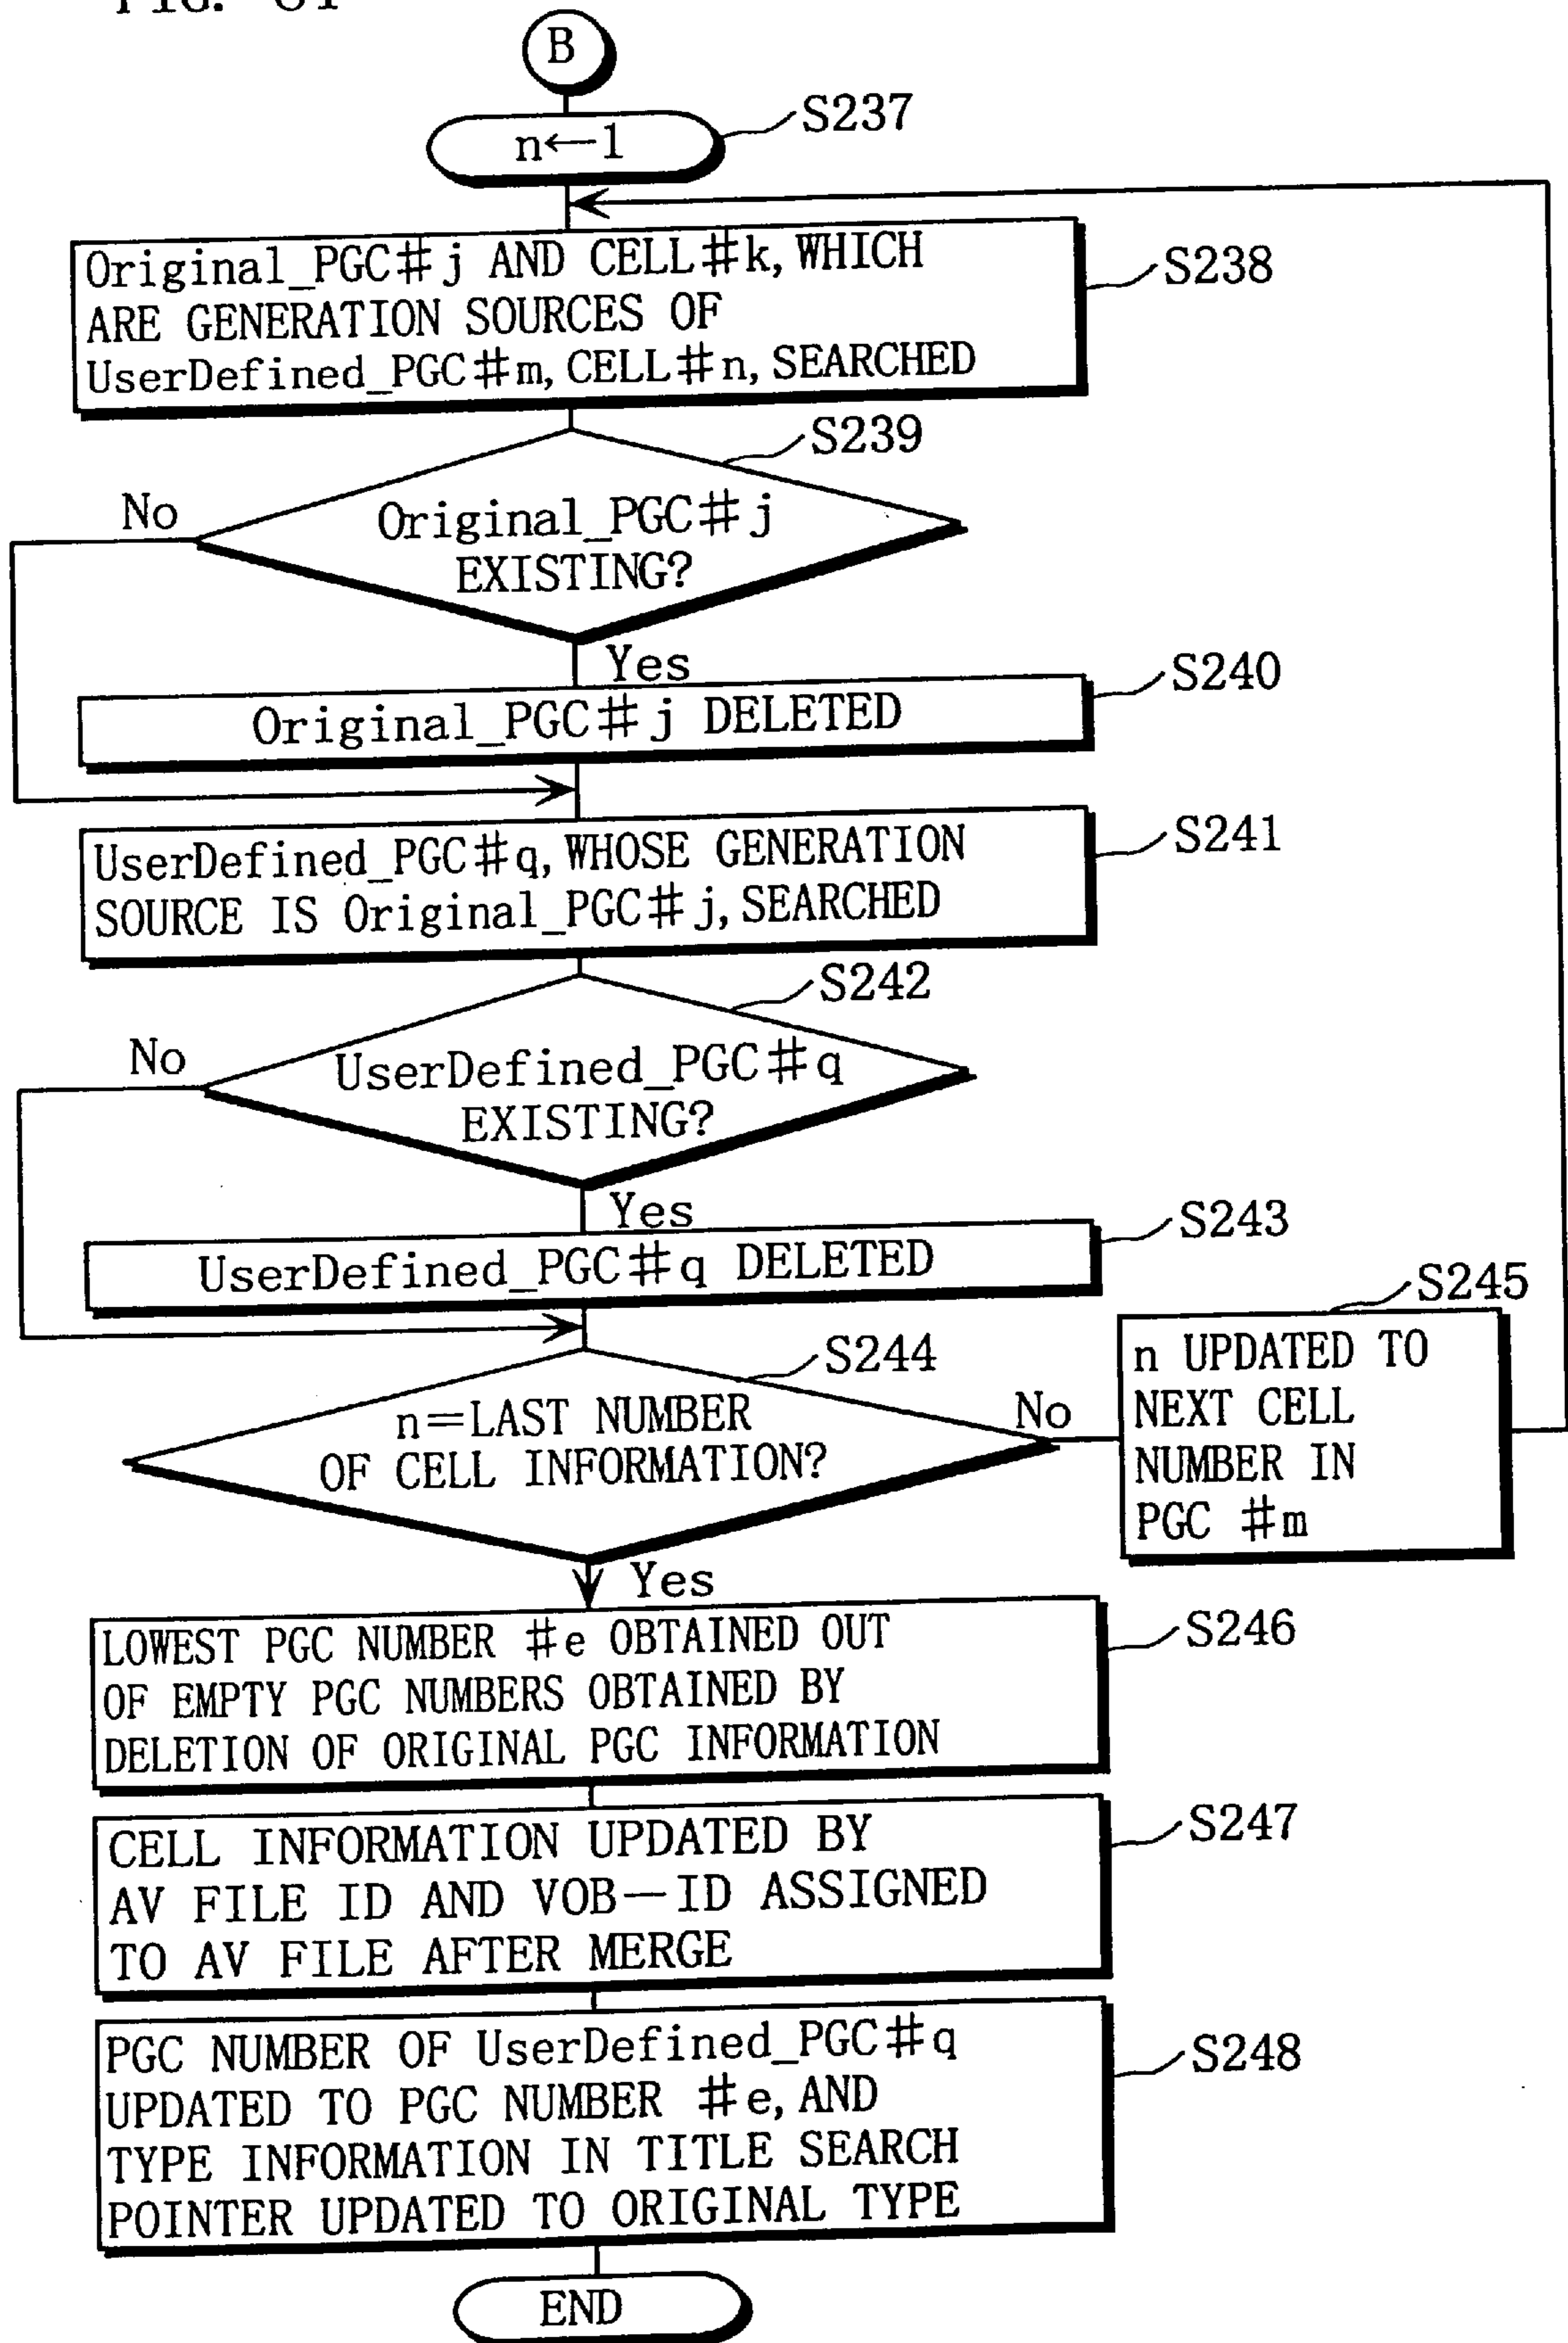 B
n←1
S237
Original_PGC#j AND CELL#k, WHICH
ARE GENERATION SOURCES OF
UserDefined_PGC#m, CELL#n, SEARCHED
S238
S239
No
Original_PGC#j
EXISTING?
Yes
S240
Original_PGC#j DELETED
S241
UserDefined_PGC#q, WHOSE GENERATION
SOURCE IS Original_PGC#j, SEARCHED
S242
No
UserDefined_PGC#q
EXISTING?
Yes
S243
UserDefined_PGC#q DELETED
S244
n=LAST NUMBER
OF CELL INFORMATION?
No
S245
n UPDATED TO
NEXT CELL
NUMBER IN
PGC #m
Yes
S246
LOWEST PGC NUMBER #e OBTAINED OUT
OF EMPTY PGC NUMBERS OBTAINED BY
DELETION OF ORIGINAL PGC INFORMATION
S247
CELL INFORMATION UPDATED BY
AV FILE ID AND VOB-ID ASSIGNED
TO AV FILE AFTER MERGE
S248
PGC NUMBER OF UserDefined_PGC#q
UPDATED TO PGC NUMBER #e, AND
TYPE INFORMATION IN TITLE SEARCH
POINTER UPDATED TO ORIGINAL TYPE
END